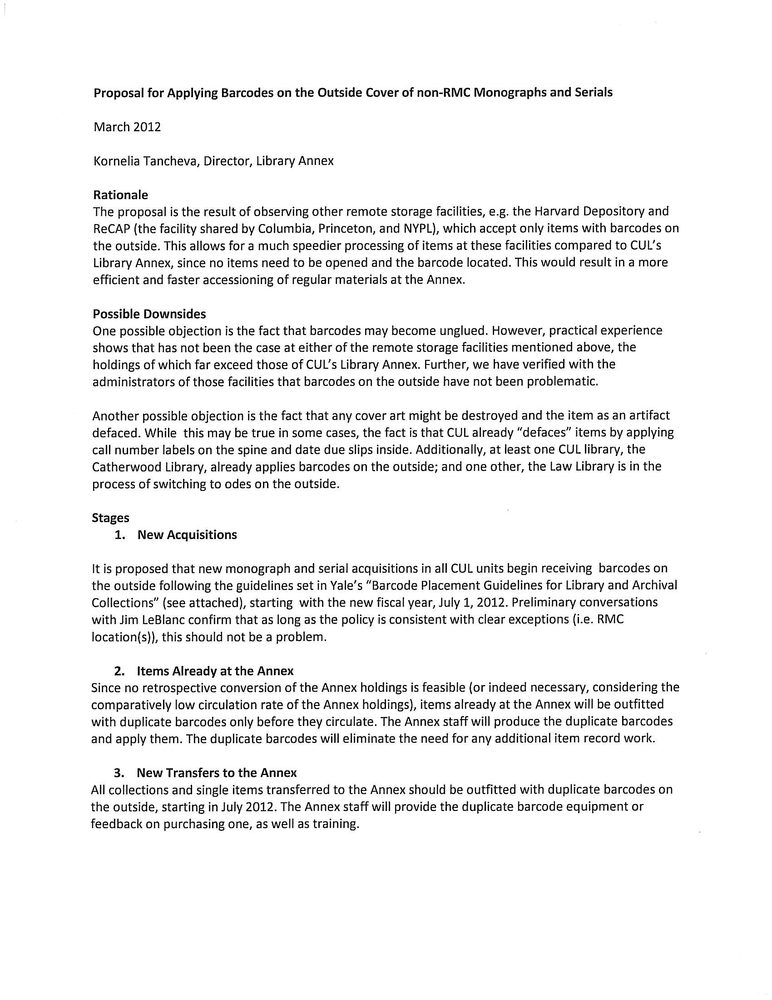 Proposal for Applying Barcodes on the Outside Cover of non-RMC Monographs and Serials
March 2012
Kornelia Tancheva, Director, Library Annex
Rationale
The proposal is the result of observing other remote storage facilities, e.g. the Harvard Depository and
ReCAP (the facility shared by Columbia, Princeton, and NYPL), which accept only items with barcodes on
the outside. This allows for a much speedier processing of items at these facilities compared to CUL's
Library Annex, since no items need to be opened and the barcode located. This would result in a more
efficient and faster accessioning of regular materials at the Annex.
Possible Downsides
One possible objection is the fact that barcodes may become unglued. However, practical experience
shows that has not been the case at either of the remote storage facilities mentioned above, the
holdings of which far exceed those of CUL's Library Annex. Further, we have verified with the
administrators of those facilities that barcodes on the outside have not been problematic.
Another possible objection is the fact that any cover art might be destroyed and the item as an artifact
defaced. While  this may be true in some cases, the fact is that CUL already “defaces” items by applying
call number labels on the spine and date due slips inside. Additionally, at least one CUL library, the
Catherwood Library, already applies barcodes on the outside; and one other, the Law Library is in the
process of switching to odes on the outside.
Stages
1. New Acquisitions
It is proposed that new monograph and serial acquisitions in all CUL units begin receiving  barcodes on
the outside following the guidelines set in Yale's “Barcode Placement Guidelines for Library and Archival
Collections” (see attached), starting  with the new fiscal year, July 1, 2012. Preliminary conversations
with Jim LeBlanc confirm that as long as the policy is consistent with clear exceptions (i.e. RMC
location(s)), this should not be a problem.
2. Items Already at the Annex
Since no retrospective conversion of the Annex holdings is feasible (or indeed necessary, considering the
comparatively low circulation rate of the Annex holdings), items already at the Annex will be outfitted
with duplicate barcodes only before they circulate. The Annex staff will produce the duplicate barcodes
and apply them. The duplicate barcodes will eliminate the need for any additional item record work.
3. New Transfers to the Annex
All collections and single items transferred to the Annex should be outfitted with duplicate barcodes on
the outside, starting in July 2012. The Annex staff will provide the duplicate barcode equipment or
feedback on purchasing one, as well as training.